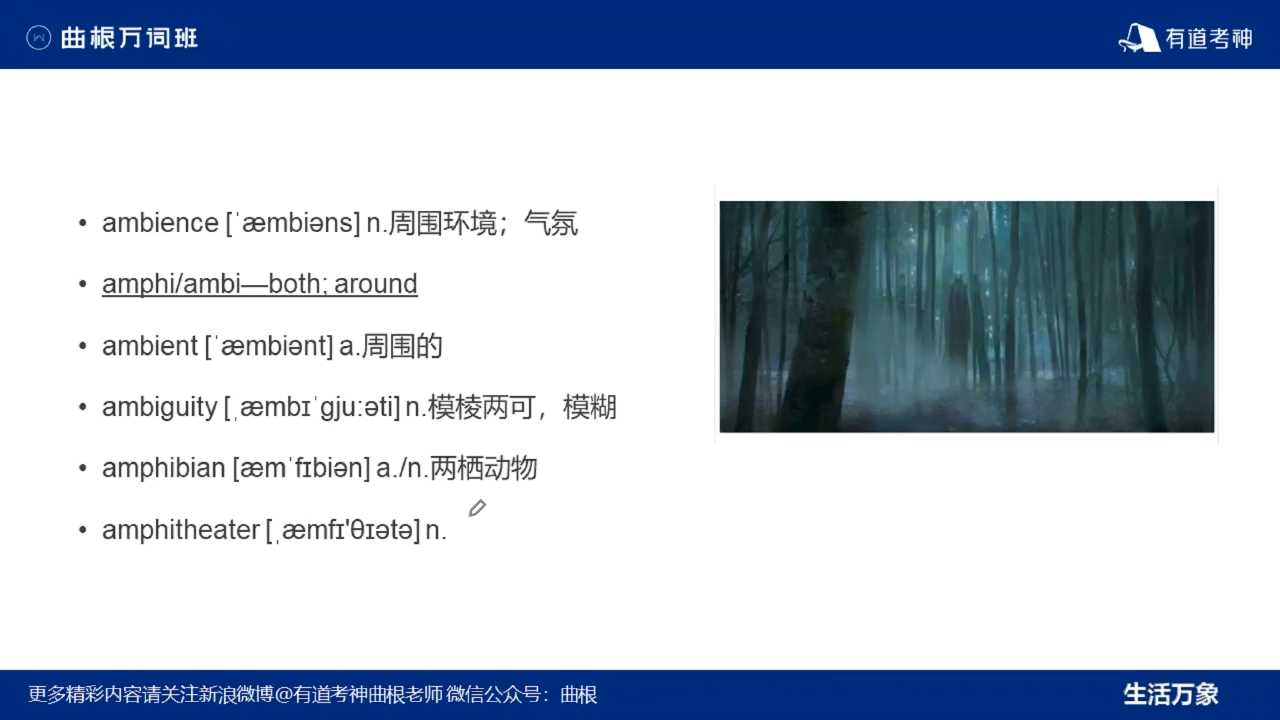 曲根万词班
有道考神
ambience [ˈæmbiəns] n.周围环境；气氛
amphi/ambi—both; around
ambient [ˈæmbiənt] a.周围的
ambiguity [ˌæmbɪˈɡjuːəti] n.模棱两可，模糊
amphibian [æmˈfɪbiən] a./n.两栖动物
amphitheater [ˌæmfɪ'θɪətə] n.
更多精彩内容请关注新浪微博@有道考神曲根老师 微信公众号：曲根
生活万象